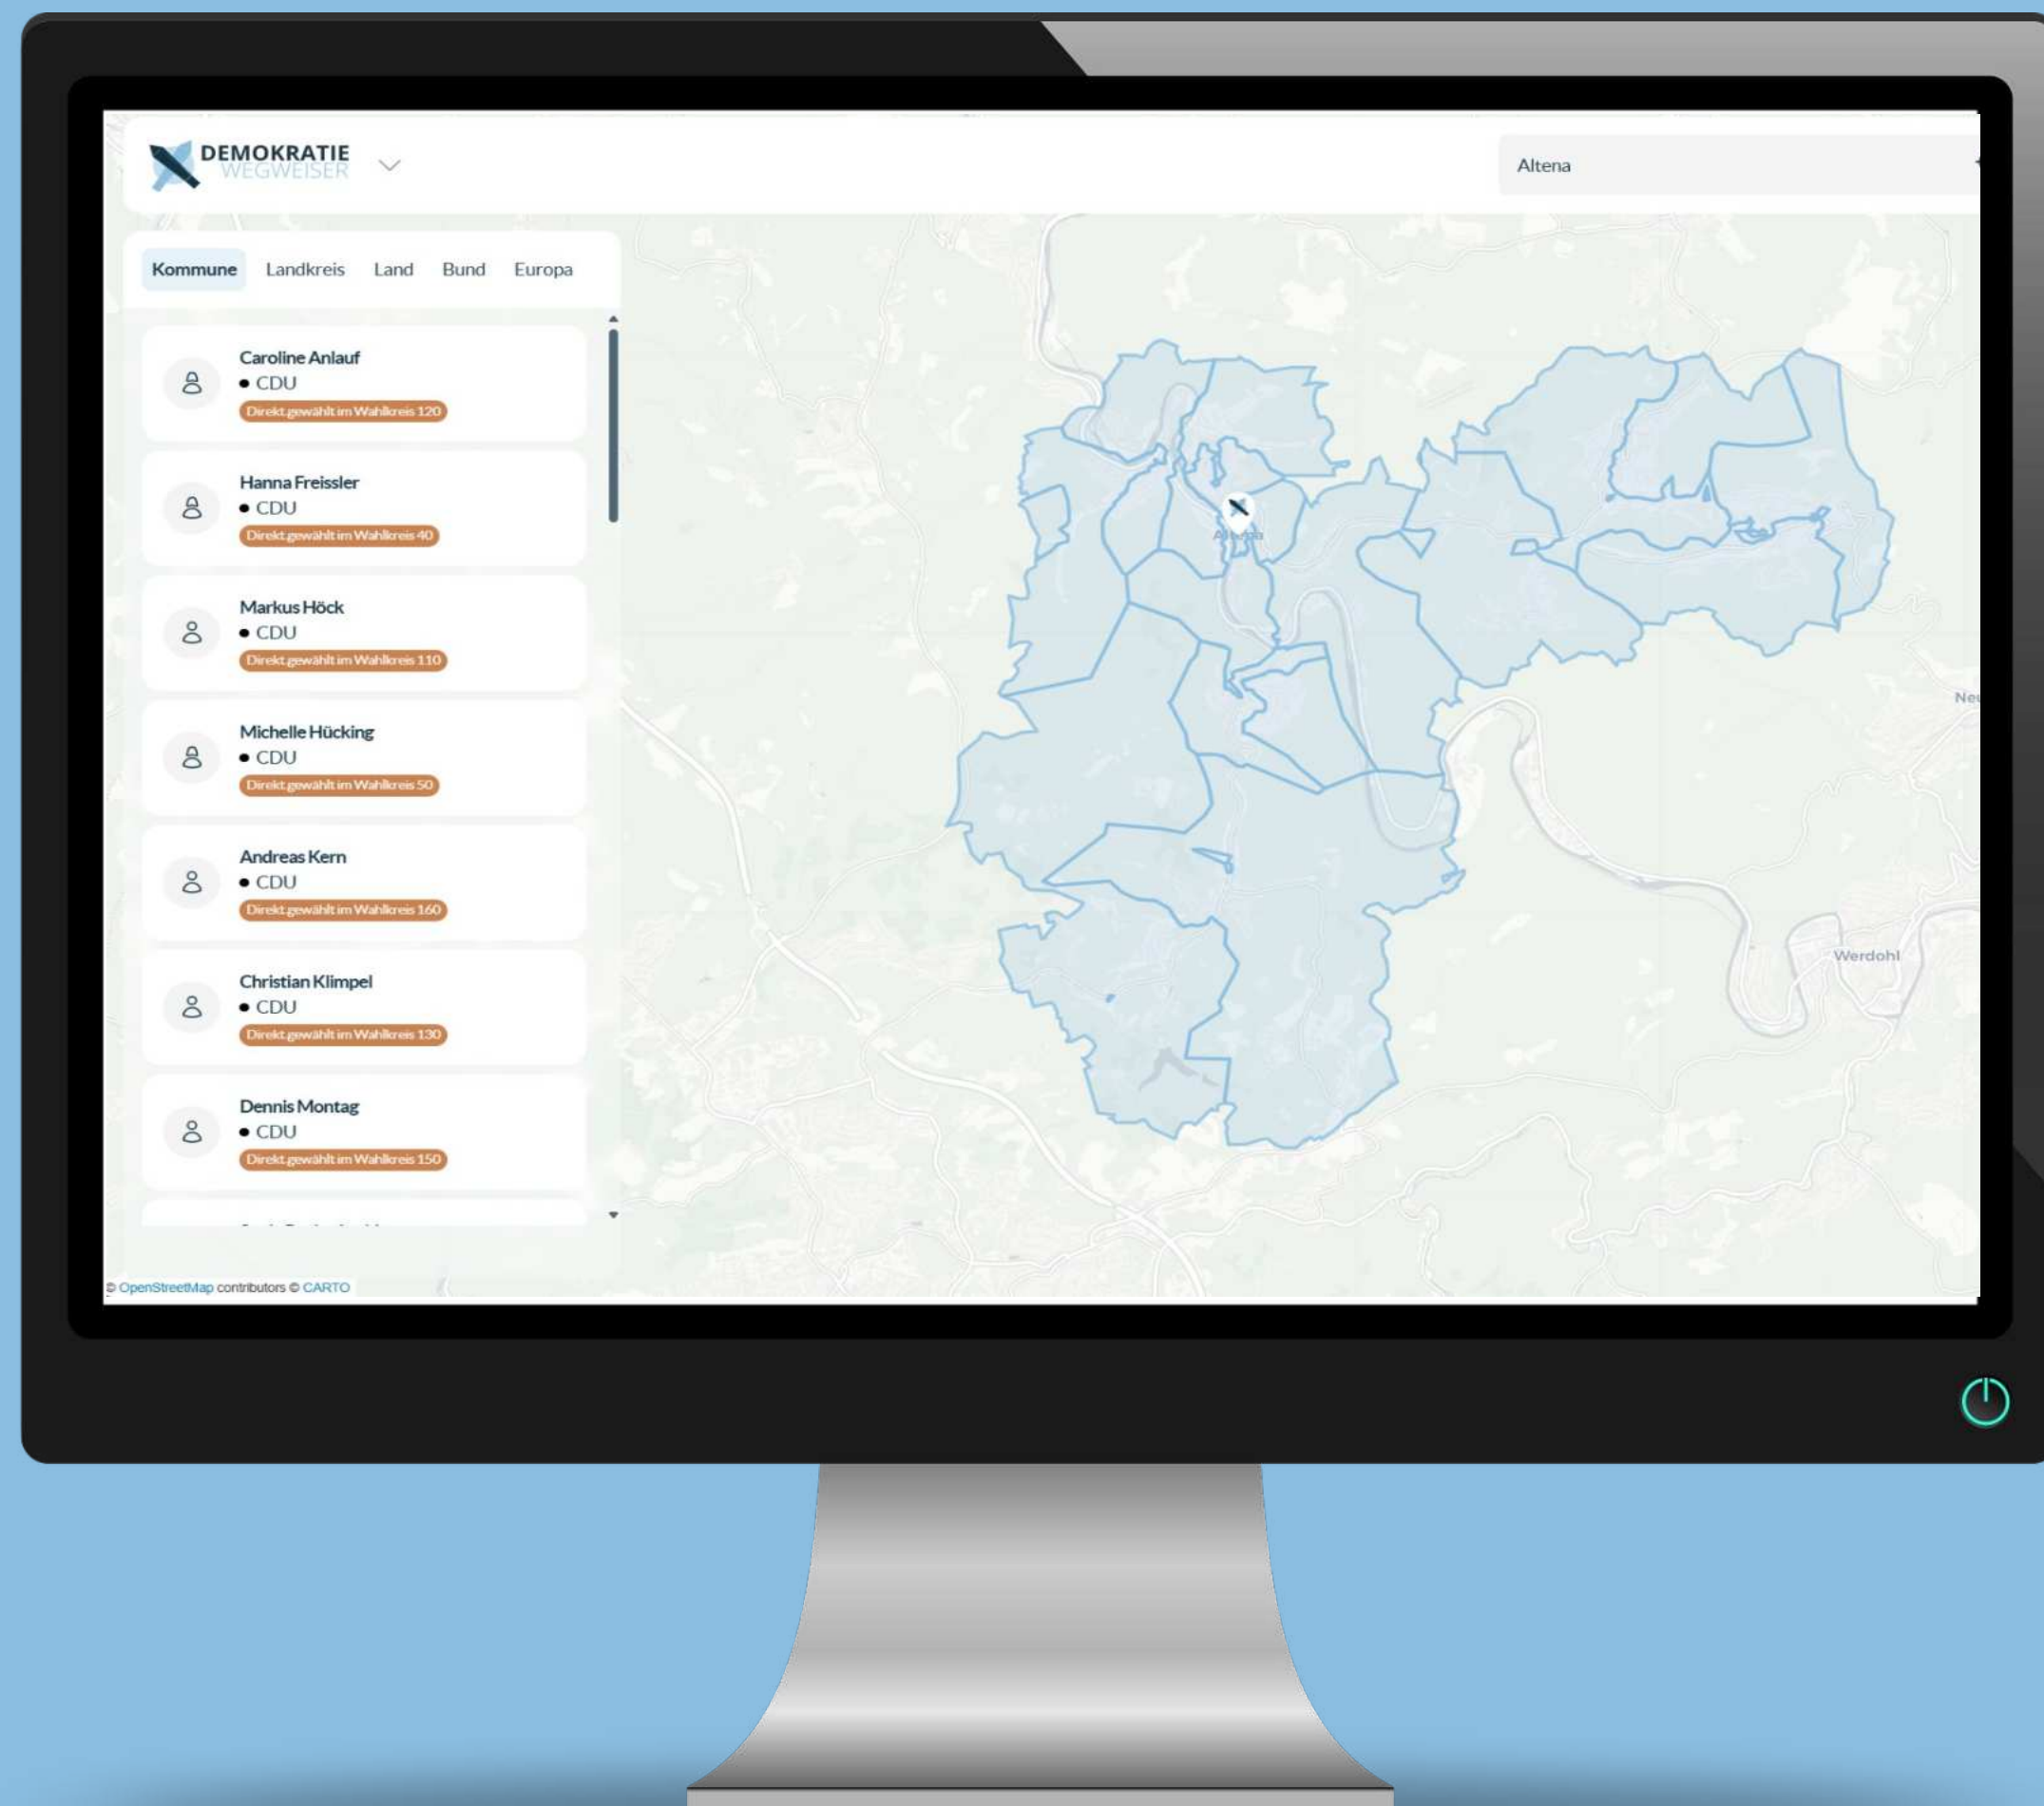 DEMOKRATIE
WEGWEISER
Altena
Kommune Landkreis Land Bund Europa
Caroline Anlauf
• CDU
Direkt gewählt im Wahlkreis 120
Hanna Freissler
• CDU
Direkt gewählt im Wahlkreis 40
Markus Höck
• CDU
Direkt gewählt im Wahlkreis 110
Michelle Hücking
• CDU
Direkt gewählt im Wahlkreis 50
Andreas Kern
• CDU
Direkt gewählt im Wahlkreis 160
Christian Klimpel
• CDU
Direkt gewählt im Wahlkreis 130
Dennis Montag
• CDU
Direkt gewählt im Wahlkreis 150
Altena
Neu
Werdohl
© OpenStreetMap contributors © CARTO